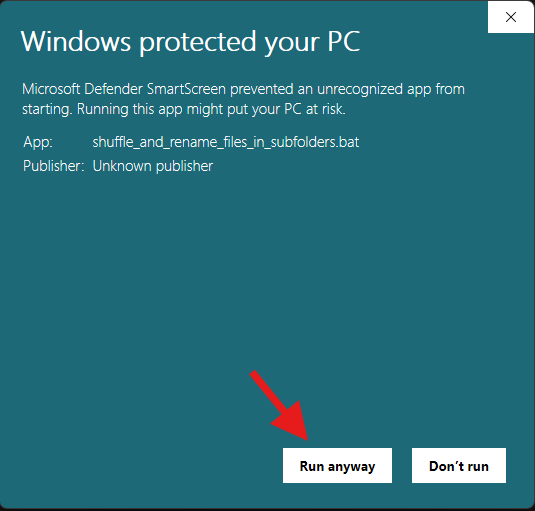 Windows protected your PC
Microsoft Defender SmartScreen prevented an unrecognized app from
starting. Running this app might put your PC at risk.
App: shuffle_and_rename_files_in_subfolders.bat
Publisher: Unknown publisher
Run anyway Don't run